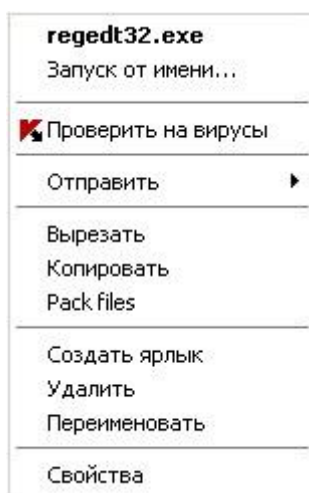 regedt32.exe
Запуск от имени...
Проверить на вирусы
Отправить
Вырезать
Копировать
Pack files
Создать ярлык
Удалить
Переименовать
Свойства